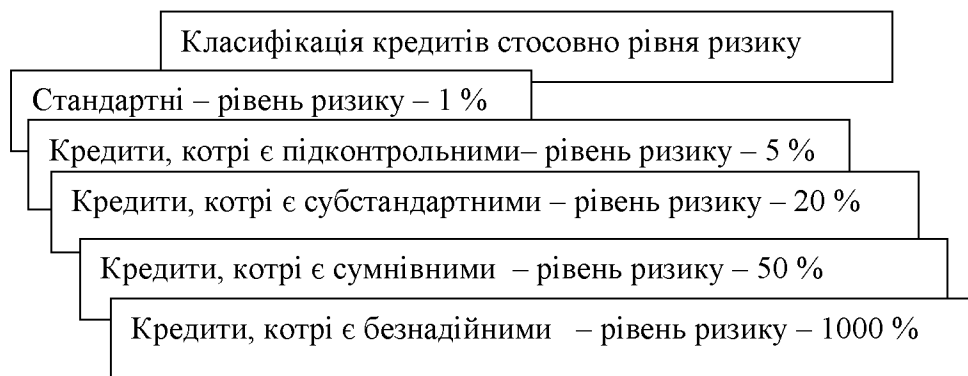 Класифікація кредитів стосовно рівня ризику
Стандартні – рівень ризику – 1 %
Кредити, котрі є підконтрольними– рівень ризику – 5 %
Кредити, котрі є субстандартними – рівень ризику – 20 %
Кредити, котрі є сумнівними – рівень ризику – 50 %
Кредити, котрі є безнадійними – рівень ризику – 1000 %